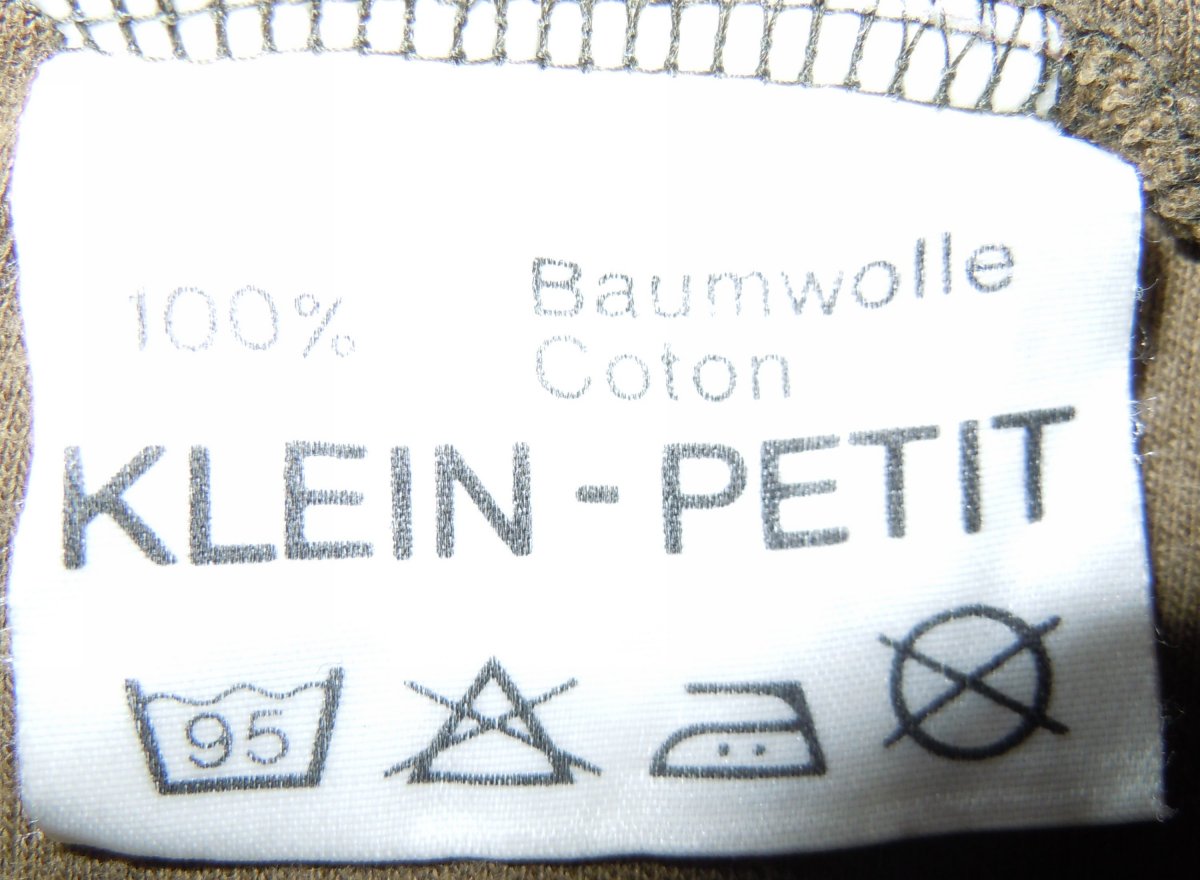 100% Baumwolle
Coton
KLEIN - PETIT
95